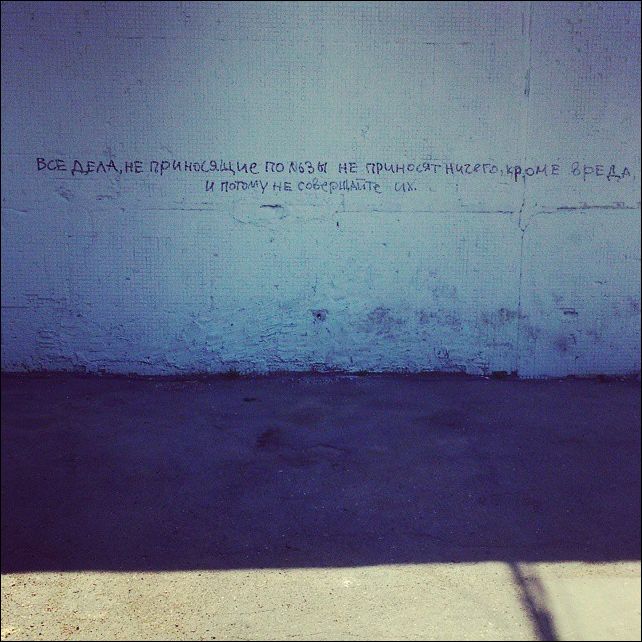 ВСЕ ДЕЛА, НЕ ПРИНОСЯЩИЕ ПОЛЬЗЫ НЕ ПРИНОСЯТ НИЧЕГО, КРОМЕ ВРЕДА,
И ПОТОМУ НЕ СОВЕРШАЙТЕ ИХ.